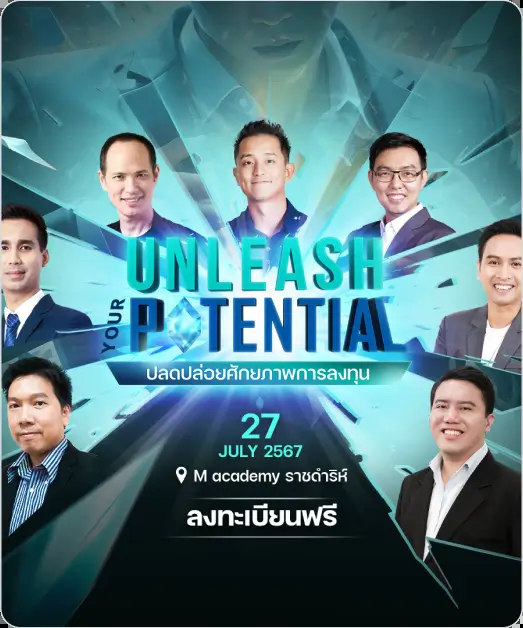 UNLEASH
YOUR POTENTIAL
ปลดปล่อยศักยภาพการลงทุน
27
JULY 2567
M academy ราชดำริห์
ลงทะเบียนฟรี